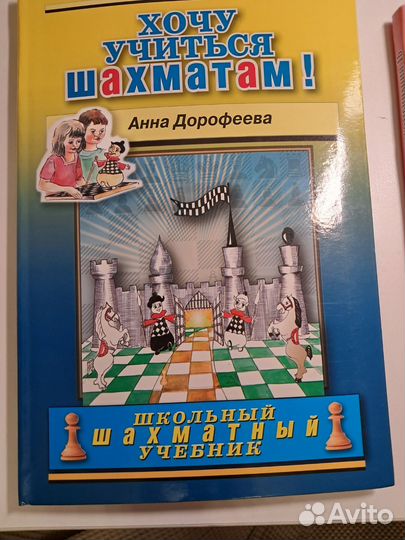 ХОЧУ
УЧИТЬСЯ
ШаХМАТаМ!
Анна Дорофеева
ШКОЛЬНЫЙ
ШАХМАТНЫЙ
УЧЕБНИК
Avito